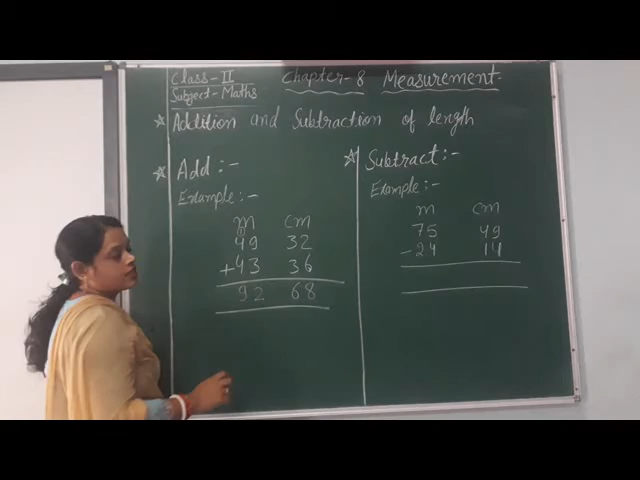 Class-II Chapter-8 Measurement
Subject-Maths
☆ Addition and Subtraction of length
☆ Add :-
Example :-
m cm
49 32
+43 36
92 68
☆ Subtract :-
Example :-
m cm
75 49
-24 14